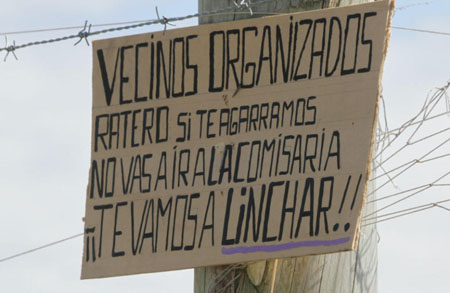 VECINOS ORGANIZADOS
RATERO Si TE AGARRAMOS
NO VAS A iR A LA COMiSARiA
¡¡TE VAMOS A LiNCHAR!!